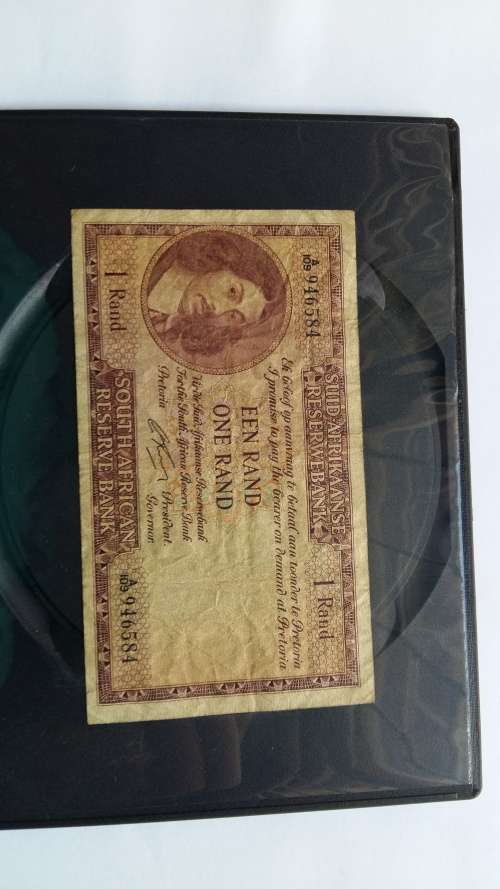 SUID-AFRIKAANSE
RESERWEBANK
A/109 946584
1 Rand
Ek beloof op aanvraag te betaal aan toonder te Pretoria
I promise to pay the bearer on demand at Pretoria
EEN RAND
ONE RAND
Vir die Suid-Afrikaanse Reserwebank
For the South African Reserve Bank
Pretoria
President.
Governor.
1 Rand
SOUTH AFRICAN
RESERVE BANK
A/109 946584